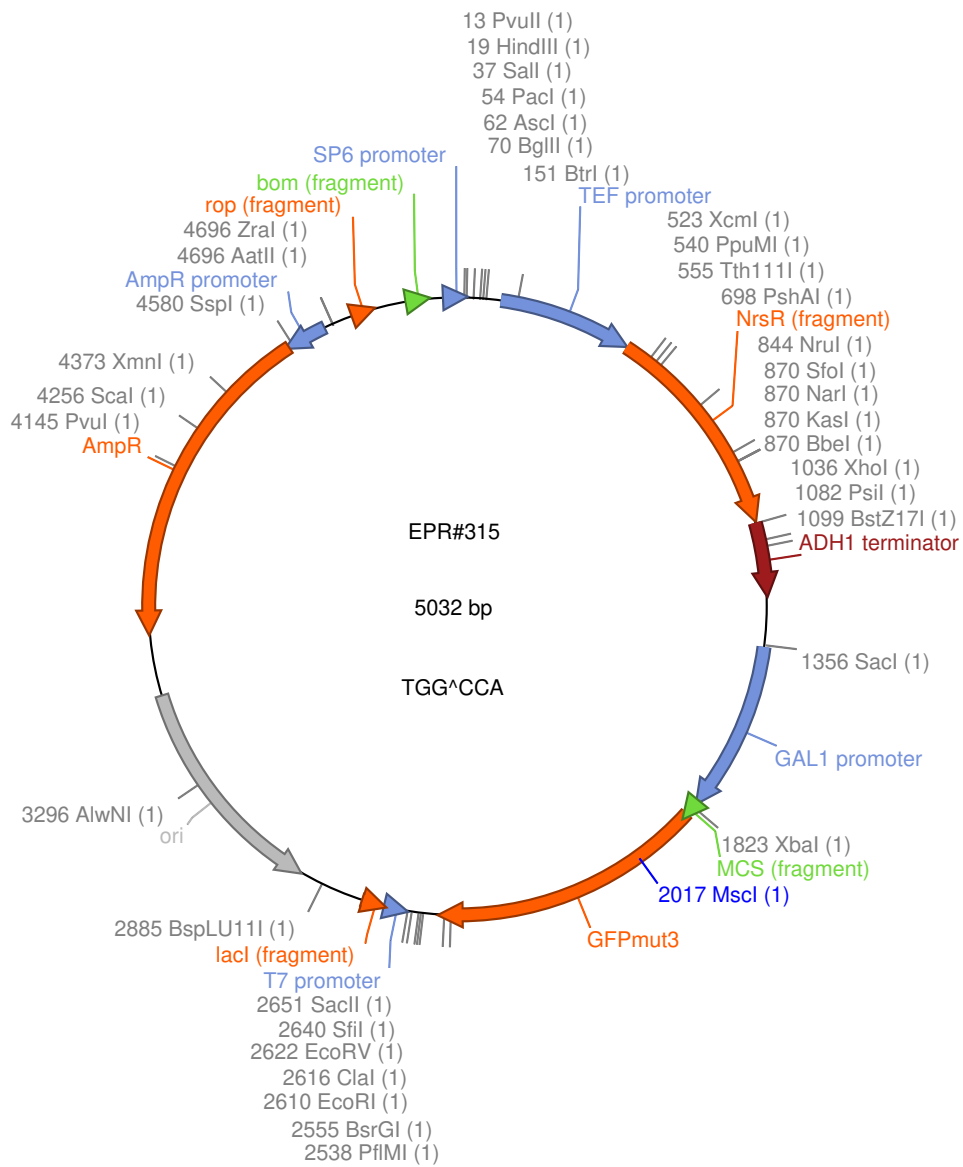 13 PvuII (1)
19 HindIII (1)
37 SalI (1)
54 PacI (1)
62 AscI (1)
70 BglII (1)
151 BtrI (1)
TEF promoter
523 XcmI (1)
540 PpuMI (1)
555 Tth111I (1)
698 PshAI (1)
NrsR (fragment)
844 NruI (1)
870 SfoI (1)
870 NarI (1)
870 KasI (1)
870 BbeI (1)
1036 XhoI (1)
1082 PsiI (1)
1099 BstZ17I (1)
ADH1 terminator
1356 SacI (1)
GAL1 promoter
1823 XbaI (1)
MCS (fragment)
2017 MscI (1)
GFPmut3
SP6 promoter
bom (fragment)
rop (fragment)
4696 ZraI (1)
4696 AatII (1)
AmpR promoter
4580 SspI (1)
4373 XmnI (1)
4256 ScaI (1)
4145 PvuI (1)
AmpR
EPR#315
5032 bp
TGG^CCA
3296 AlwNI (1)
ori
2885 BspLU11I (1)
lacI (fragment)
T7 promoter
2651 SacII (1)
2640 SfiI (1)
2622 EcoRV (1)
2616 ClaI (1)
2610 EcoRI (1)
2555 BsrGI (1)
2538 PflMI (1)